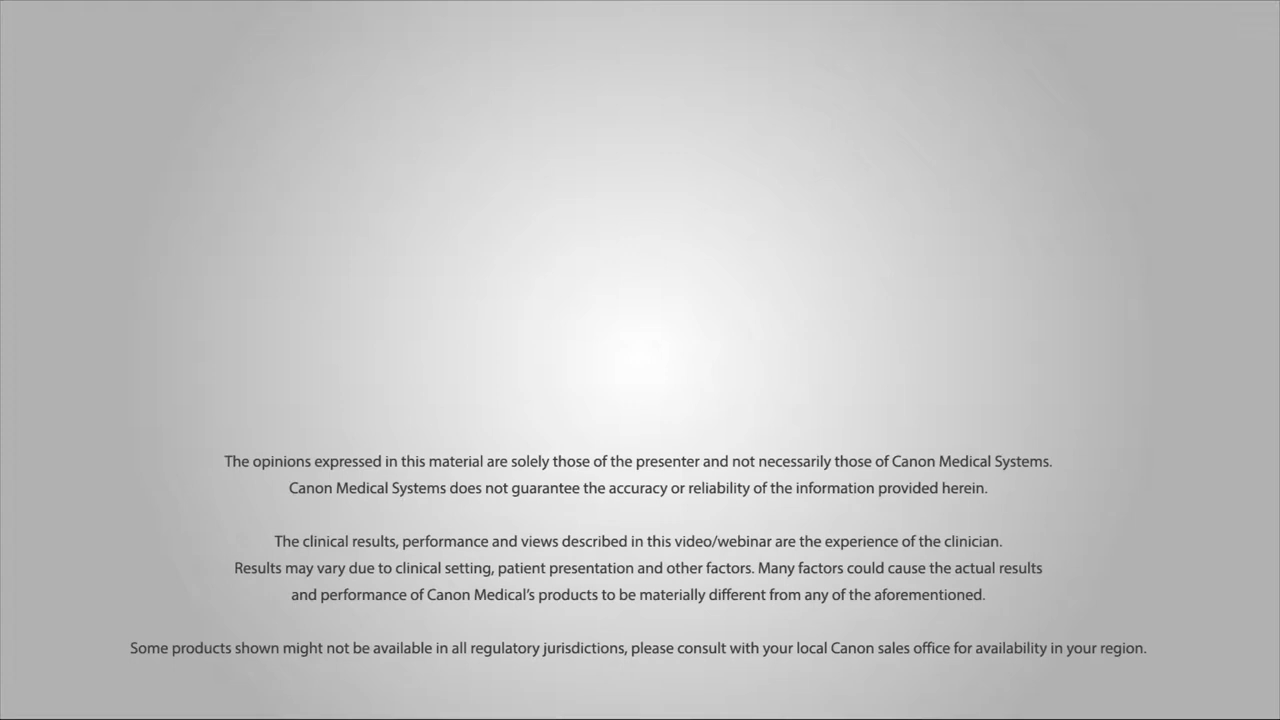 The opinions expressed in this material are solely those of the presenter and not necessarily those of Canon Medical Systems.
Canon Medical Systems does not guarantee the accuracy or reliability of the information provided herein.
The clinical results, performance and views described in this video/webinar are the experience of the clinician.
Results may vary due to clinical setting, patient presentation and other factors. Many factors could cause the actual results
and performance of Canon Medical’s products to be materially different from any of the aforementioned.
Some products shown might not be available in all regulatory jurisdictions, please consult with your local Canon sales office for availability in your region.